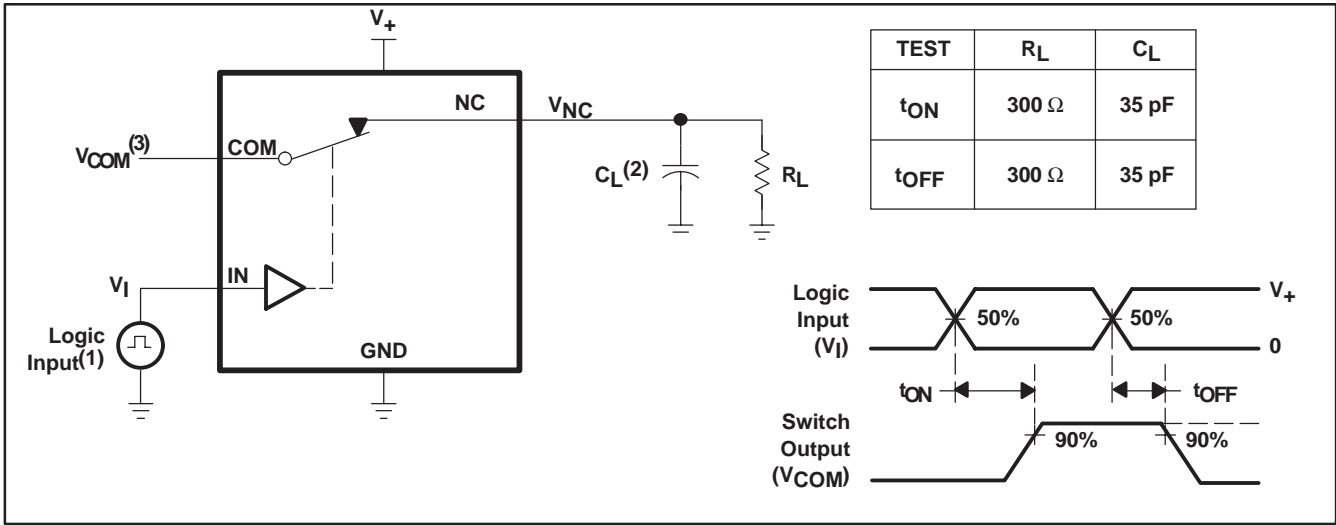 V+
NC
VNC
COM
VCOM(3)
CL(2)
RL
VI
IN
Logic
Input(1)
GND
TEST RL CL
tON 300 Ω 35 pF
tOFF 300 Ω 35 pF
Logic
Input
(VI)
50%
50%
V+
0
tON
tOFF
Switch
Output
(VCOM)
90%
90%